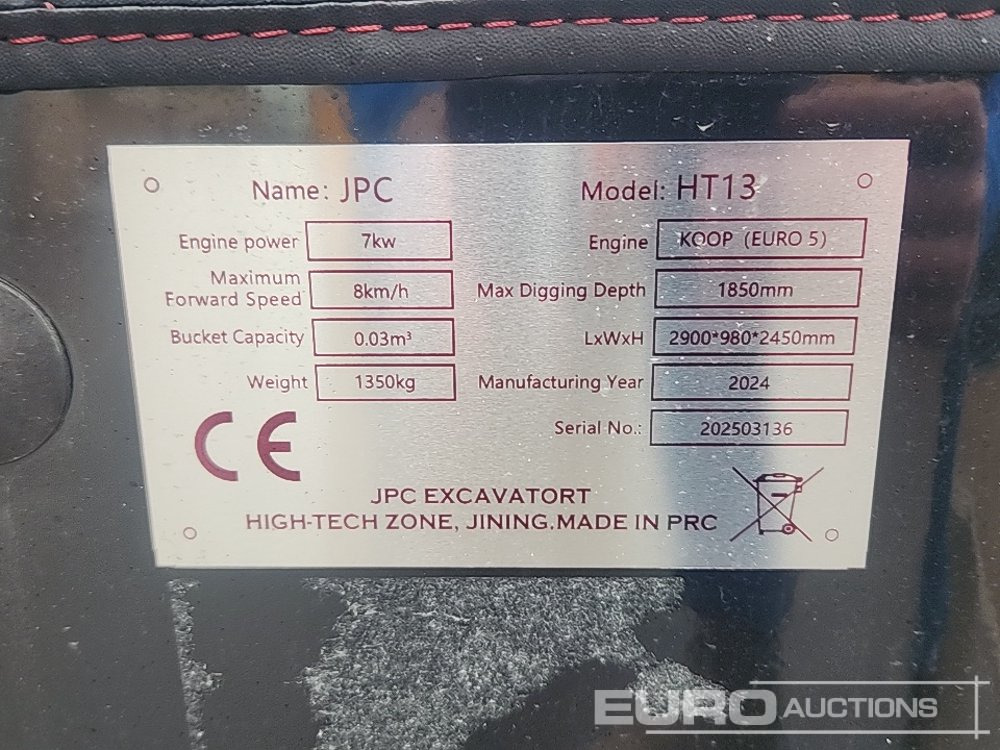 Name: JPC Model: HT13
Engine power 7kw Engine KOOP (EURO 5)
Maximum
Forward Speed 8km/h Max Digging Depth 1850mm
Bucket Capacity 0.03m³ LxWxH 2900*980*2450mm
Weight 1350kg Manufacturing Year 2024
Serial No.: 202503136
CE
JPC EXCAVATORT
HIGH-TECH ZONE, JINING.MADE IN PRC
EURO AUCTIONS